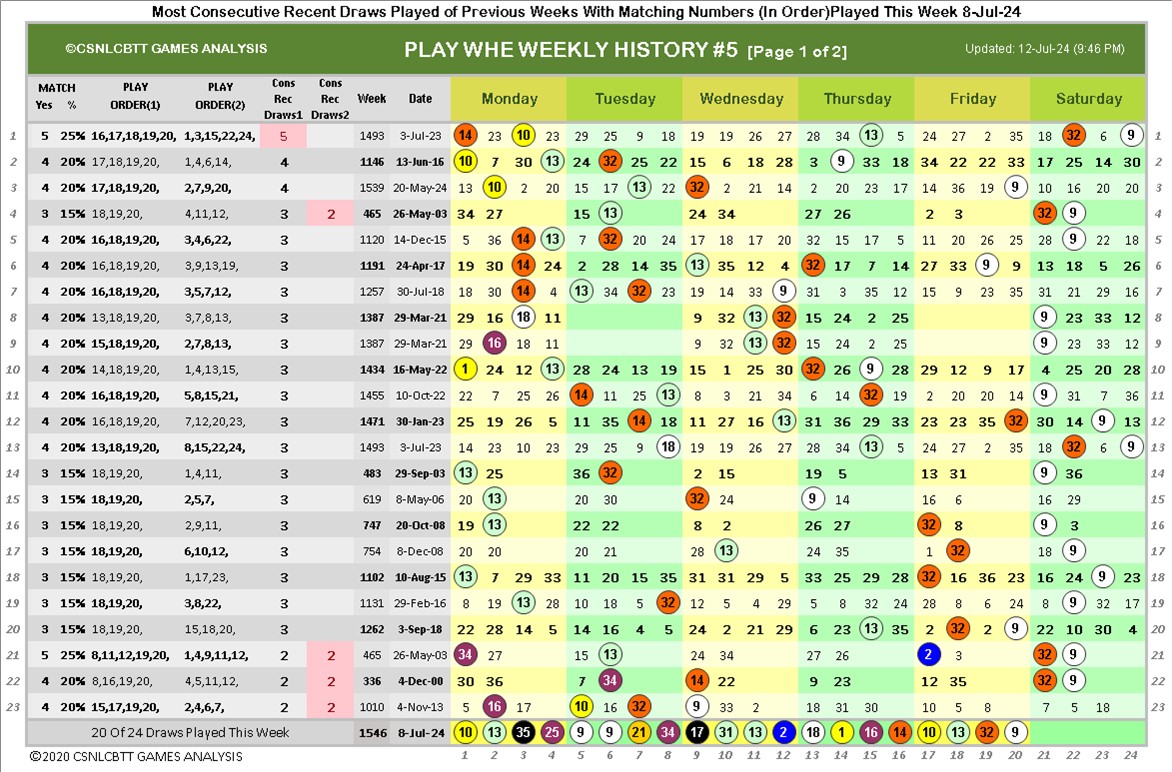 Most Consecutive Recent Draws Played of Previous Weeks With Matching Numbers (In Order)Played This Week 8-Jul-24
©CSNLCBTT GAMES ANALYSIS PLAY WHE WEEKLY HISTORY #5 [Page 1 of 2] Updated: 12-Jul-24 (9:46 PM)
MATCH Yes % PLAY ORDER(1) PLAY ORDER(2) Cons Rec Draws1 Cons Rec Draws2 Week Date Monday Tuesday Wednesday Thursday Friday Saturday
1 5 25% 16,17,18,19,20, 1,3,15,22,24, 5 1493 3-Jul-23 14 23 10 23 29 25 9 18 19 19 26 27 28 34 13 5 24 27 2 35 18 32 6 9 1
2 4 20% 17,18,19,20, 1,4,6,14, 4 1146 13-Jun-16 10 7 30 13 24 32 25 22 15 6 18 28 3 9 33 18 34 22 22 33 17 25 14 30 2
3 4 20% 17,18,19,20, 2,7,9,20, 4 1539 20-May-24 13 10 2 20 15 17 13 22 32 2 21 14 2 20 23 17 14 36 19 9 10 16 20 20 3
4 3 15% 18,19,20, 4,11,12, 3 2 465 26-May-03 34 27 15 13 24 34 27 26 2 3 32 9 4
5 4 20% 16,18,19,20, 3,4,6,22, 3 1120 14-Dec-15 5 36 14 13 7 32 20 24 17 18 17 20 32 15 17 5 11 20 26 25 28 9 22 18 5
6 4 20% 16,18,19,20, 3,9,13,19, 3 1191 24-Apr-17 19 30 14 24 2 28 14 35 13 35 12 4 32 17 7 14 27 33 9 9 13 18 5 26 6
7 4 20% 16,18,19,20, 3,5,7,12, 3 1257 30-Jul-18 18 30 14 4 13 34 32 23 19 14 33 9 31 3 35 12 15 9 23 35 31 21 29 16 7
8 4 20% 13,18,19,20, 3,7,8,13, 3 1387 29-Mar-21 29 16 18 11 9 32 13 32 15 24 2 25 9 23 33 12 8
9 4 20% 15,18,19,20, 2,7,8,13, 3 1387 29-Mar-21 29 16 18 11 9 32 13 32 15 24 2 25 9 23 33 12 9
10 4 20% 14,18,19,20, 1,4,13,15, 3 1434 16-May-22 1 24 12 13 28 24 13 19 15 1 25 30 32 26 9 28 29 12 9 17 4 25 20 28 10
11 4 20% 16,18,19,20, 5,8,15,21, 3 1455 10-Oct-22 22 7 25 26 14 11 25 13 8 3 21 34 6 14 32 19 2 20 20 14 9 31 7 36 11
12 4 20% 16,18,19,20, 7,12,20,23, 3 1471 30-Jan-23 25 19 26 5 11 35 14 18 11 27 26 13 31 36 29 33 23 23 35 32 30 14 9 13 12
13 4 20% 13,18,19,20, 8,15,22,24, 3 1493 3-Jul-23 14 23 10 23 29 25 9 18 19 19 26 27 28 34 13 5 24 27 2 35 18 32 6 9 13
14 3 15% 18,19,20, 1,4,11, 3 483 29-Sep-03 13 25 36 32 2 15 19 5 13 31 9 36 14
15 3 15% 18,19,20, 2,5,7, 3 619 8-May-06 20 13 20 30 32 24 9 14 16 6 16 29 15
16 3 15% 18,19,20, 2,9,11, 3 747 20-Oct-08 19 13 22 22 8 2 26 27 32 8 9 3 16
17 3 15% 18,19,20, 6,10,12, 3 754 8-Dec-08 20 20 20 21 28 13 24 35 1 32 18 9 17
18 3 15% 18,19,20, 1,17,23, 3 1102 10-Aug-15 13 7 29 33 11 20 15 35 31 31 29 5 33 25 29 28 32 16 36 23 16 24 9 23 18
19 3 15% 18,19,20, 3,8,22, 3 1131 29-Feb-16 8 19 13 28 10 18 5 32 12 5 4 29 5 8 32 24 28 8 6 24 8 9 32 17 19
20 3 15% 18,19,20, 15,18,20, 3 1262 3-Sep-18 22 28 14 5 14 16 4 5 24 2 21 29 6 23 13 35 2 32 2 9 22 10 30 4 20
21 5 25% 8,11,12,19,20, 1,4,9,11,12, 2 2 465 26-May-03 34 27 15 13 24 34 27 26 2 3 32 9 21
22 4 20% 8,16,19,20, 4,5,11,12, 2 2 336 4-Dec-00 30 36 7 34 14 22 9 23 12 35 32 9 22
23 4 20% 15,17,19,20, 2,4,6,7, 2 2 1010 4-Nov-13 5 16 17 10 16 32 9 33 2 18 31 30 10 5 8 7 5 18 23
20 Of 24 Draws Played This Week 1546 8-Jul-24 10 13 35 25 9 9 21 34 17 31 13 2 18 1 16 14 10 13 32 9
©2020 CSNLCBTT GAMES ANALYSIS 1 2 3 4 5 6 7 8 9 10 11 12 13 14 15 16 17 18 19 20 21 22 23 24